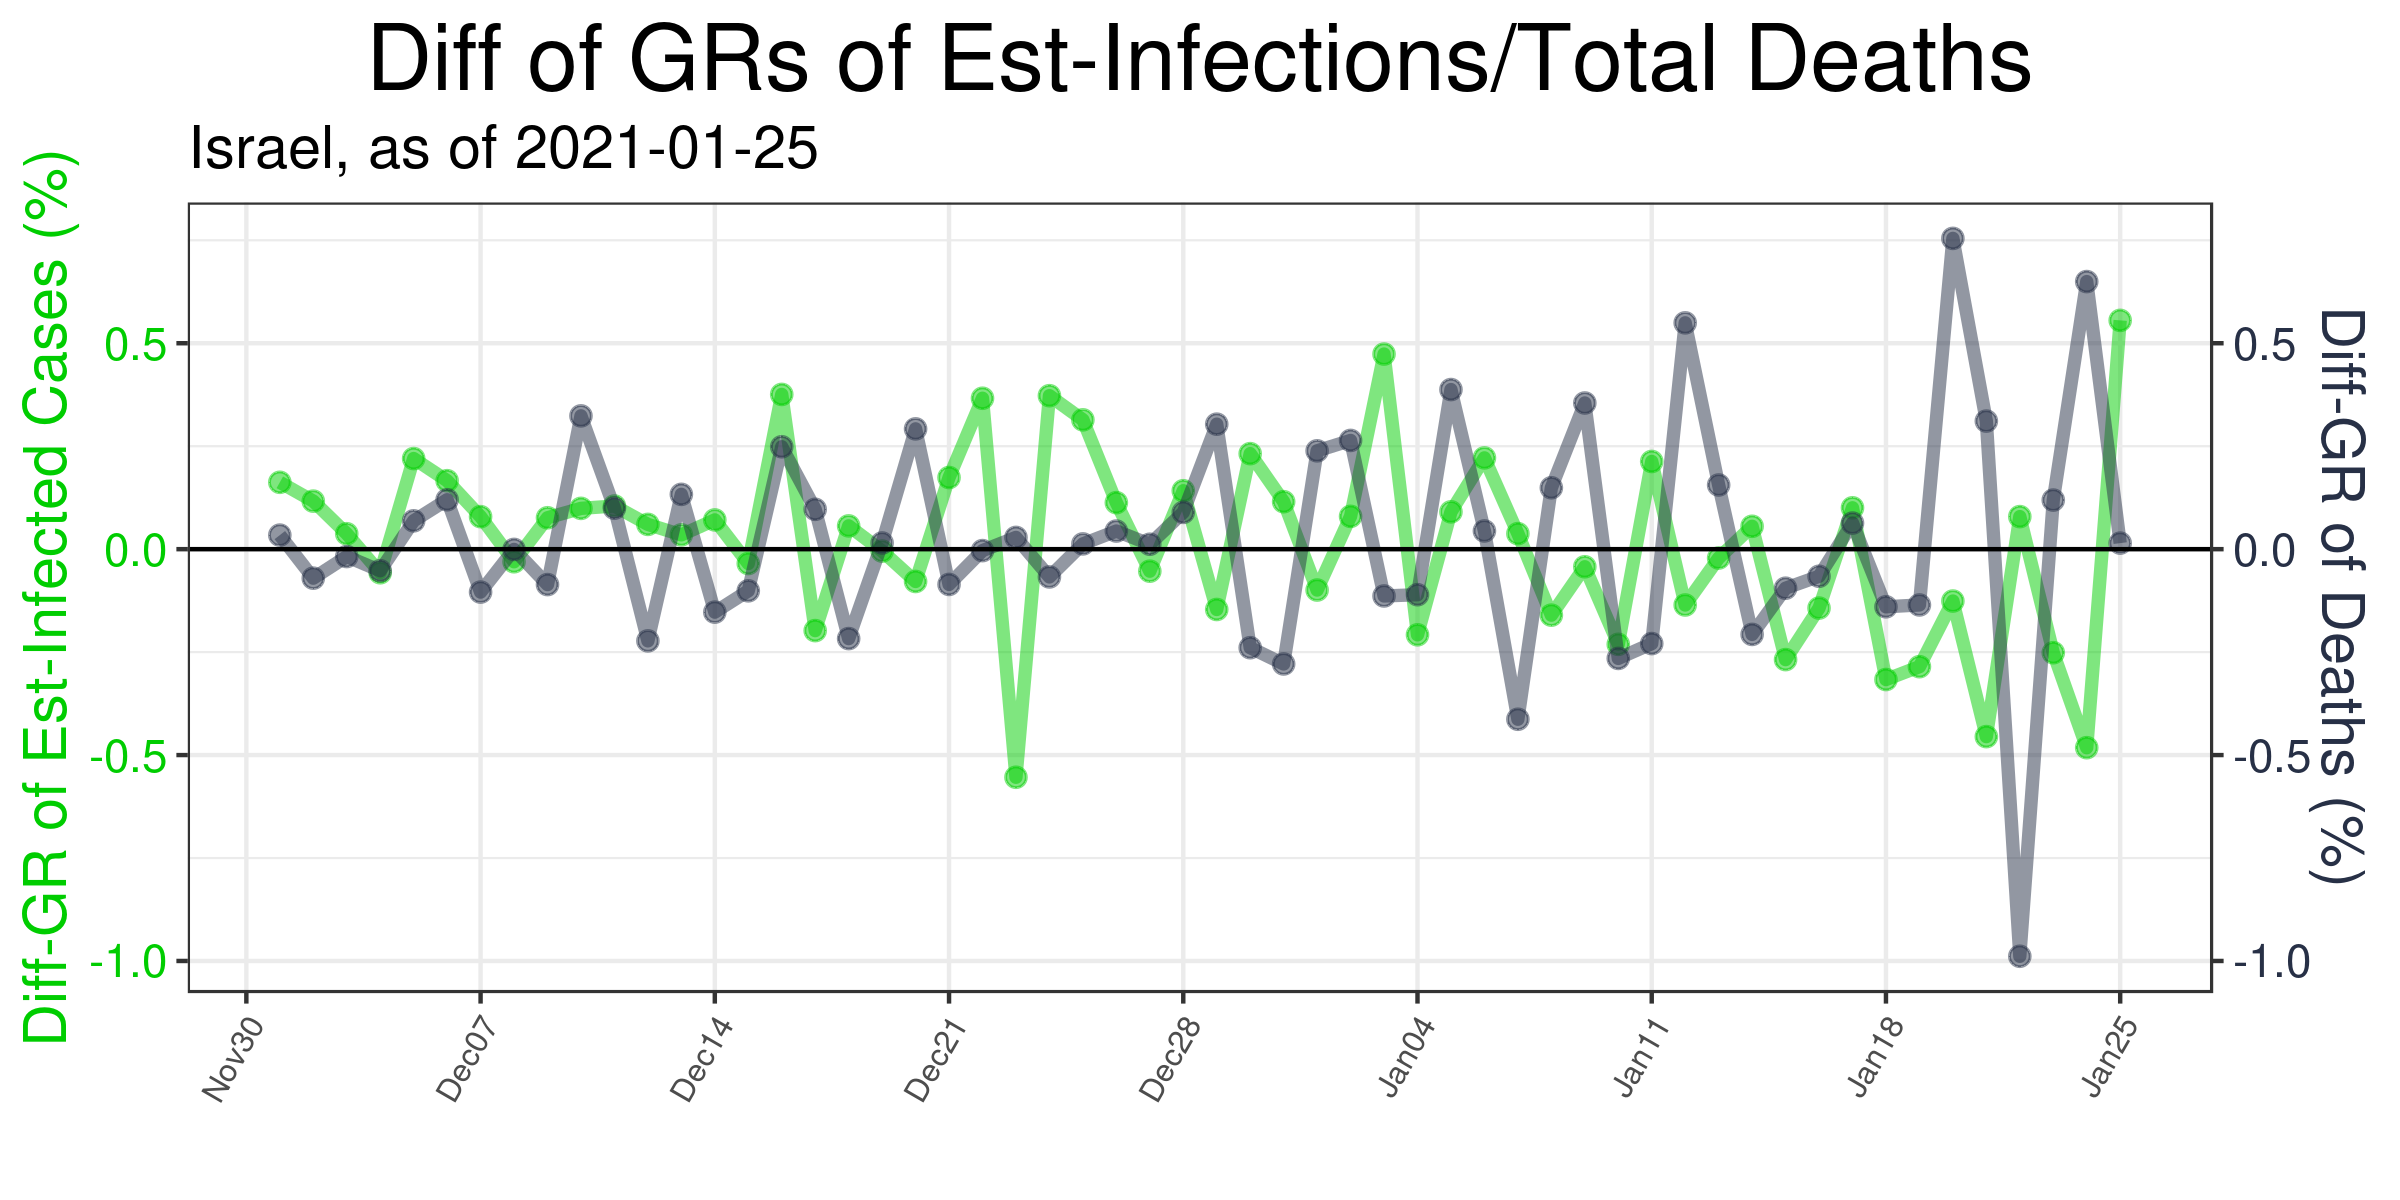 Diff of GRs of Est-Infections/Total Deaths
Israel, as of 2021-01-25
Diff-GR of Est-Infected Cases (%)
0.5
0.0
-0.5
-1.0
0.5
0.0
-0.5
-1.0
Diff-GR of Deaths (%)
Nov30
Dec07
Dec14
Dec21
Dec28
Jan04
Jan11
Jan18
Jan25